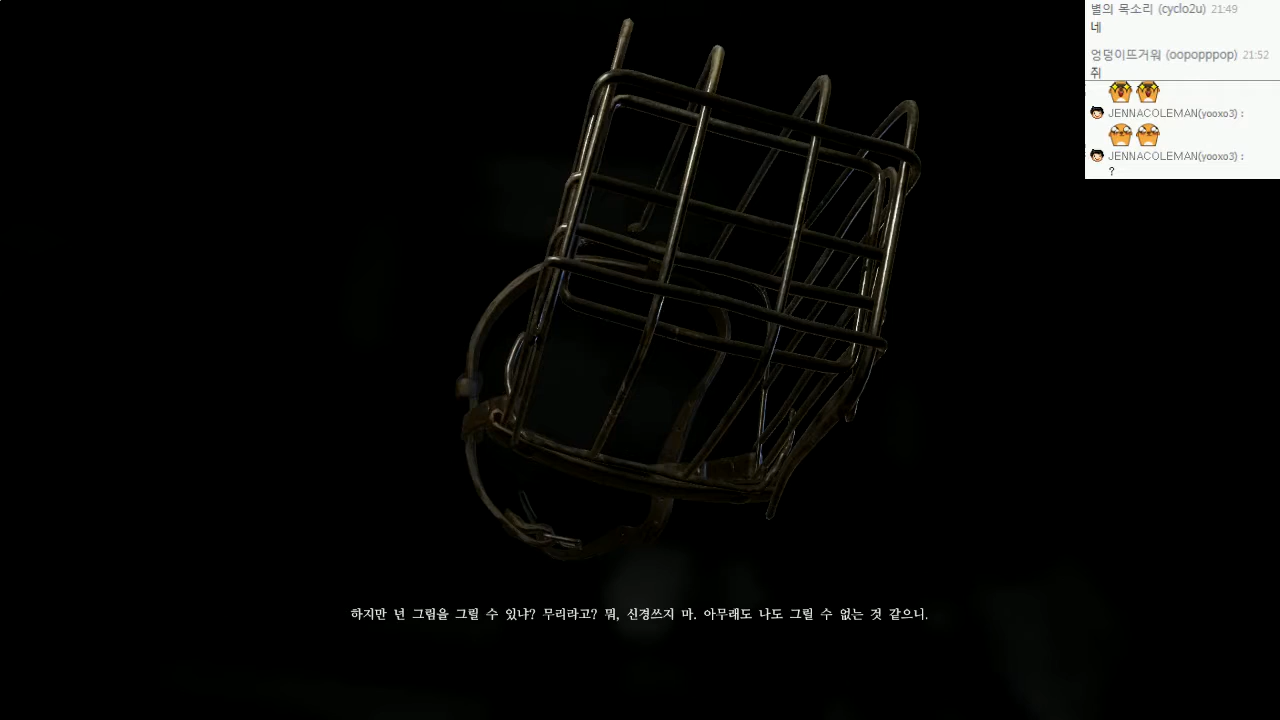 별의 목소리 (cyclo2u) 21:49
네
엉덩이뜨거워 (oopopppop) 21:52
쥐
JENNACOLEMAN(yooxo3) :
JENNACOLEMAN(yooxo3) :
?
하지만 넌 그림을 그릴 수 있냐? 무리라고? 뭐, 신경쓰지 마. 아무래도 나도 그릴 수 없는 것 같으니.